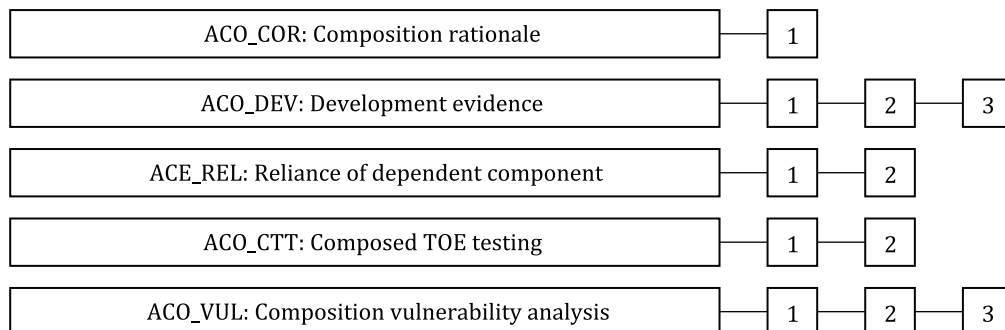 ACO_COR: Composition rationale 1
ACO_DEV: Development evidence 1 2 3
ACE_REL: Reliance of dependent component 1 2
ACO_CTT: Composed TOE testing 1 2
ACO_VUL: Composition vulnerability analysis 1 2 3